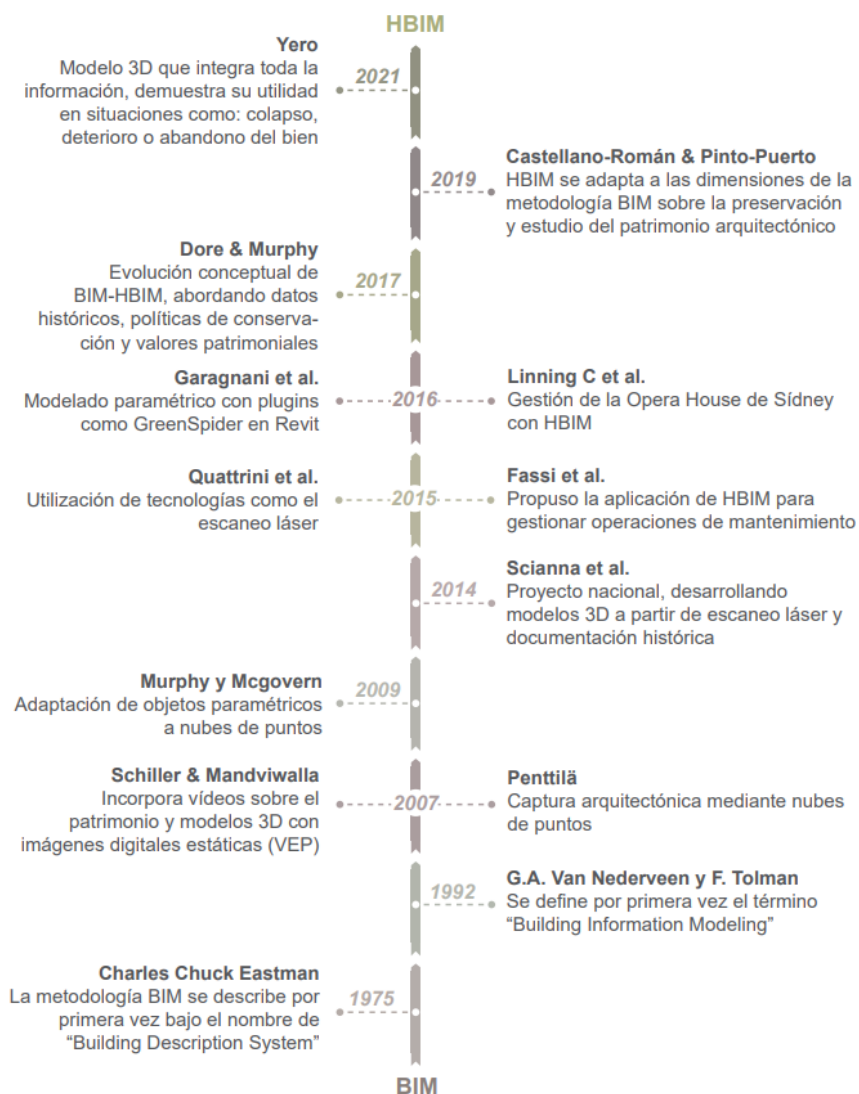 HBIM
Yero
Modelo 3D que integra toda la
información, demuestra su utilidad
en situaciones como: colapso,
deterioro o abandono del bien
2021
2019
Castellano-Román & Pinto-Puerto
HBIM se adapta a las dimensiones de la
metodología BIM sobre la preservación
y estudio del patrimonio arquitectónico
Dore & Murphy
Evolución conceptual de
BIM-HBIM, abordando datos
históricos, políticas de conserva-
ción y valores patrimoniales
2017
Garagnani et al.
Modelado paramétrico con plugins
como GreenSpider en Revit
2016
Linning C et al.
Gestión de la Opera House de Sídney
con HBIM
Quattrini et al.
Utilización de tecnologías como el
escaneo láser
2015
Fassi et al.
Propuso la aplicación de HBIM para
gestionar operaciones de mantenimiento
2014
Scianna et al.
Proyecto nacional, desarrollando
modelos 3D a partir de escaneo láser y
documentación histórica
Murphy y Mcgovern
Adaptación de objetos paramétricos
a nubes de puntos
2009
Schiller & Mandviwalla
Incorpora vídeos sobre el
patrimonio y modelos 3D con
imágenes digitales estáticas (VEP)
2007
Penttilä
Captura arquitectónica mediante nubes
de puntos
1992
G.A. Van Nederveen y F. Tolman
Se define por primera vez el término
“Building Information Modeling”
Charles Chuck Eastman
La metodología BIM se describe por
primera vez bajo el nombre de
“Building Description System”
1975
BIM